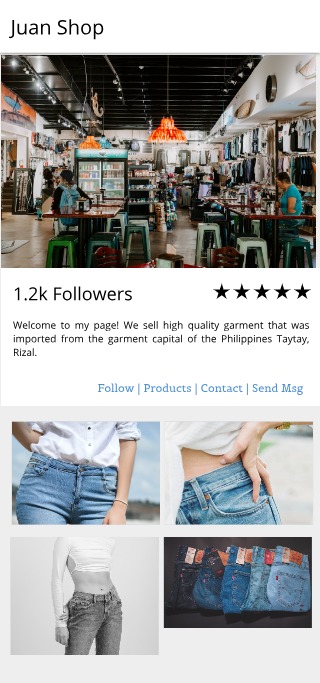 Juan Shop
1.2k Followers ★★★★★
Welcome to my page! We sell high quality garment that was
imported from the garment capital of the Philippines Taytay,
Rizal.
Follow | Products | Contact | Send Msg